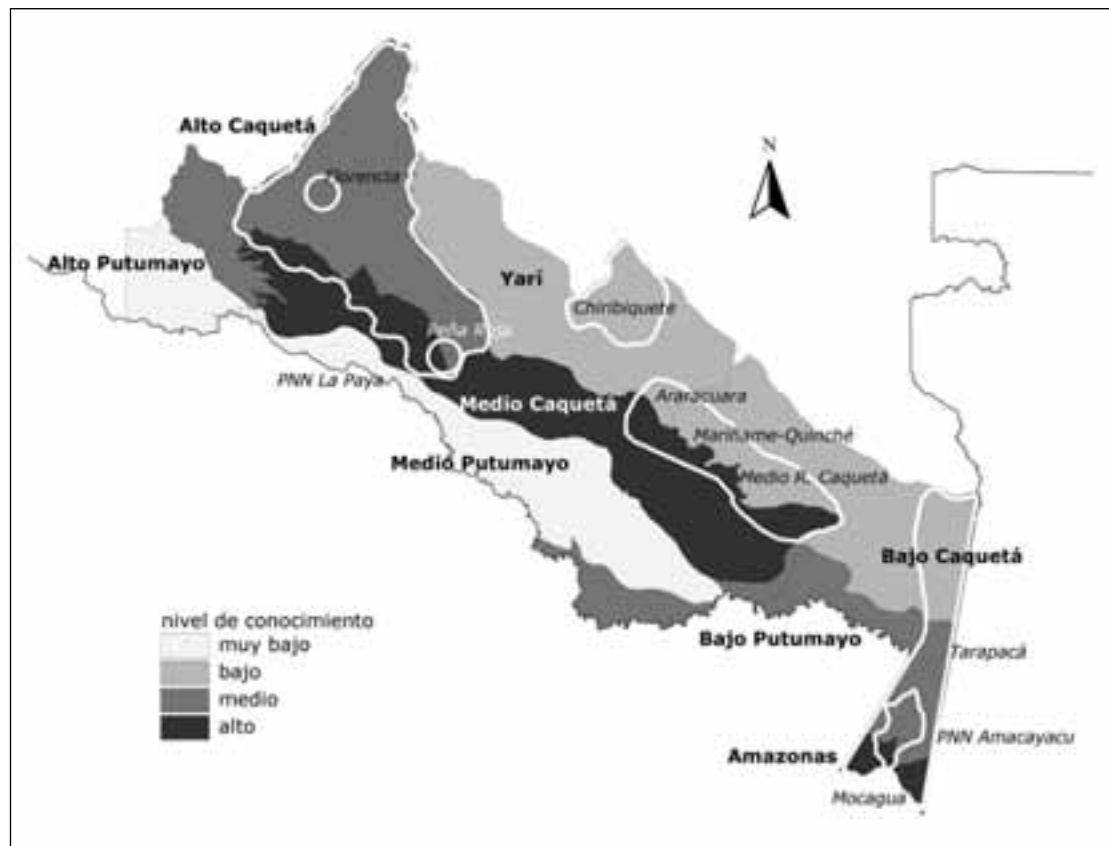 N
Alto Caquetá
Florencia
Alto Putumayo
Yarí
Chiribiquete
Peña Roja
PNN La Paya
Medio Caquetá
Araracuara
Mariñame-Quinché
Medio Putumayo
Medio R. Caquetá
Bajo Caquetá
Bajo Putumayo
Tarapacá
PNN Amacayacu
Amazonas
Mocagua
nivel de conocimiento
muy bajo
bajo
medio
alto